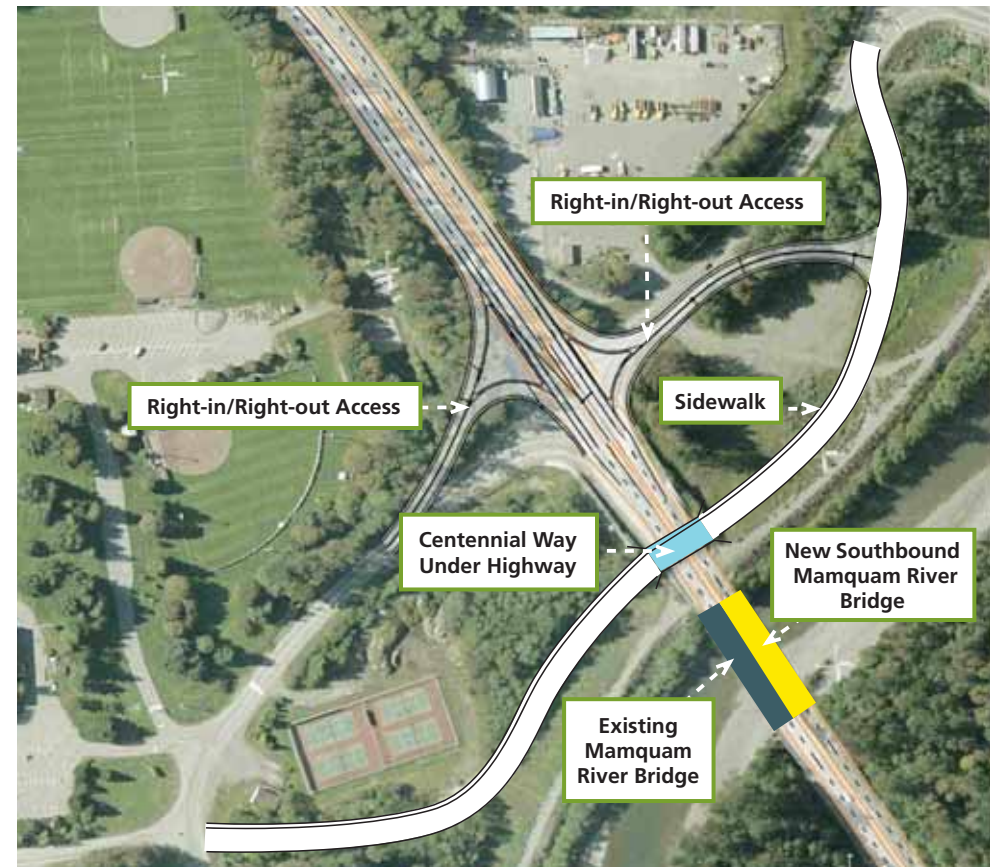 Right-in/Right-out Access
Right-in/Right-out Access
Sidewalk
Centennial Way
Under Highway
New Southbound
Mamquam River
Bridge
Existing
Mamquam
River Bridge